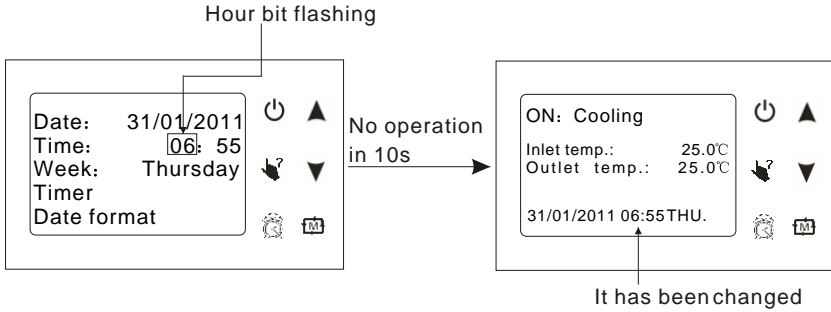 Hour bit flashing
Date: 31/01/2011
Time: 06: 55
Week: Thursday
Timer
Date format
?
M
No operation
in 10s
ON: Cooling
Inlet temp.: 25.0℃
Outlet temp.: 25.0℃
31/01/2011 06:55THU.
?
M
It has been changed